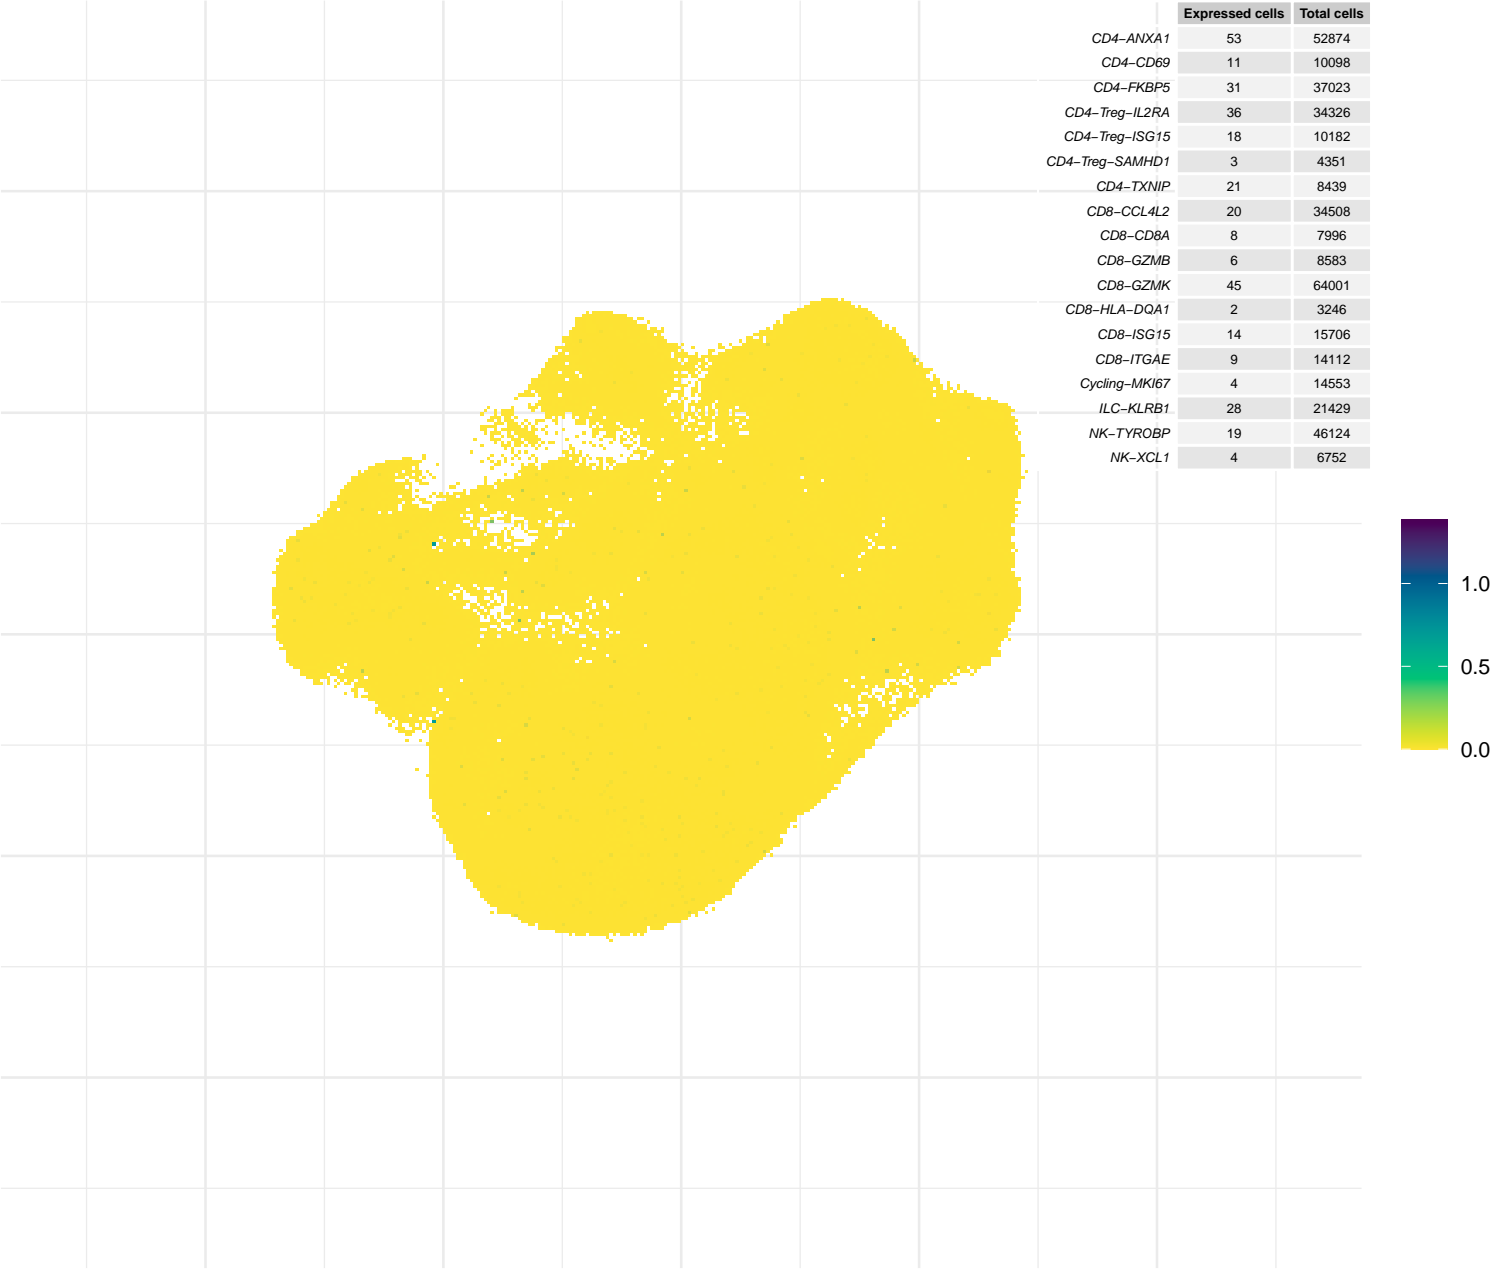 Expressed cells Total cells
CD4−ANXA1 53 52874
CD4−CD69 11 10098
CD4−FKBP5 31 37023
CD4−Treg−IL2RA 36 34326
CD4−Treg−ISG15 18 10182
CD4−Treg−SAMHD1 3 4351
CD4−TXNIP 21 8439
CD8−CCL4L2 20 34508
CD8−CD8A 8 7996
CD8−GZMB 6 8583
CD8−GZMK 45 64001
CD8−HLA−DQA1 2 3246
CD8−ISG15 14 15706
CD8−ITGAE 9 14112
Cycling−MKI67 4 14553
ILC−KLRB1 28 21429
NK−TYROBP 19 46124
NK−XCL1 4 6752
1.0
0.5
0.0